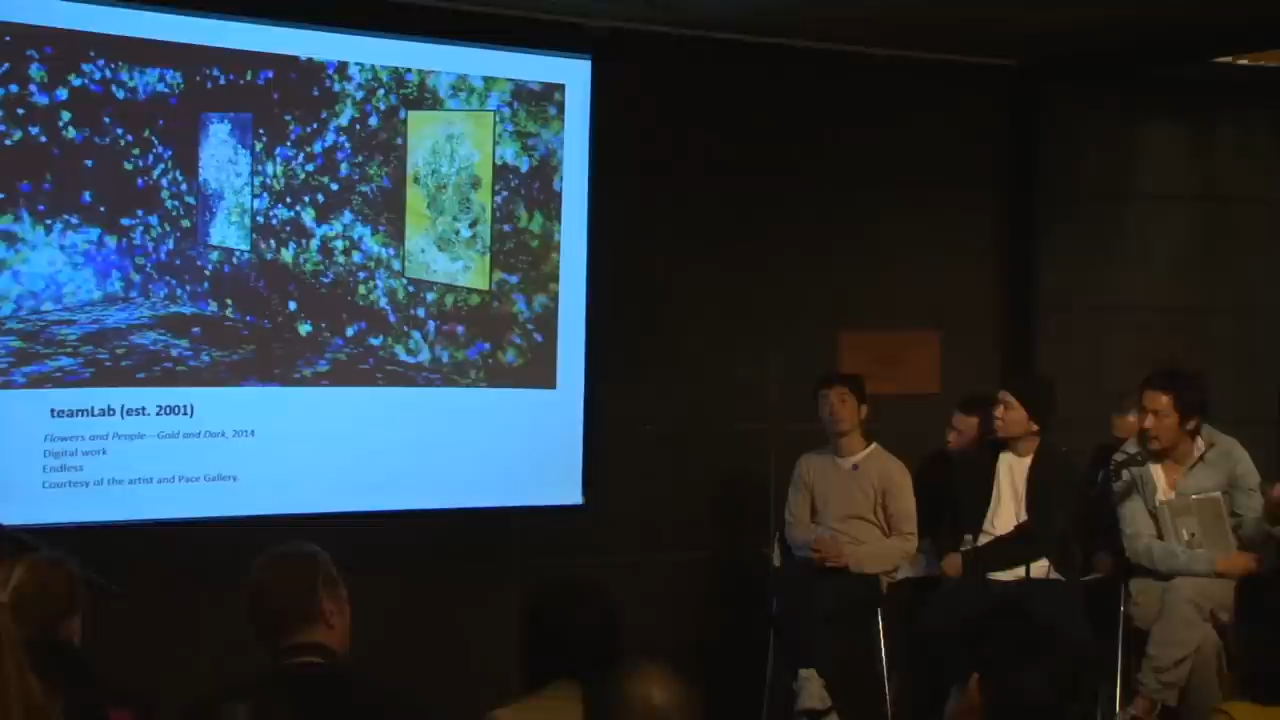 teamLab (est. 2001)
Flowers and People—Gold and Dark, 2014
Digital work
Endless
Courtesy of the artist and Pace Gallery.